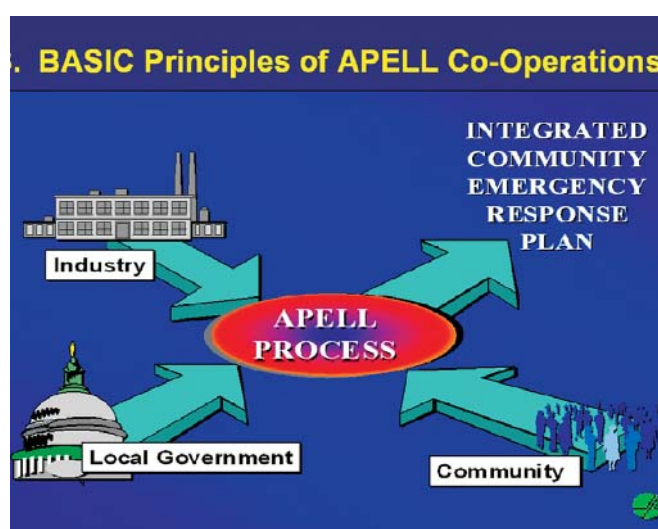 . BASIC Principles of APELL Co-Operations
INTEGRATED
COMMUNITY
EMERGENCY
RESPONSE
PLAN
Industry
APELL
PROCESS
Local Government
Community